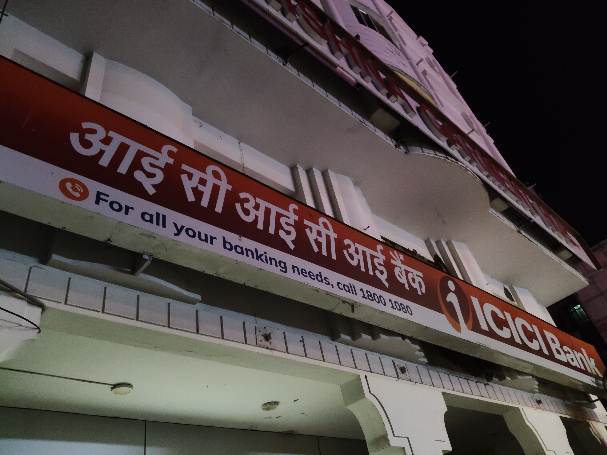 आई सी आई सी आई बैंक
For all your banking needs, call 1800 1080
ICICI Bank